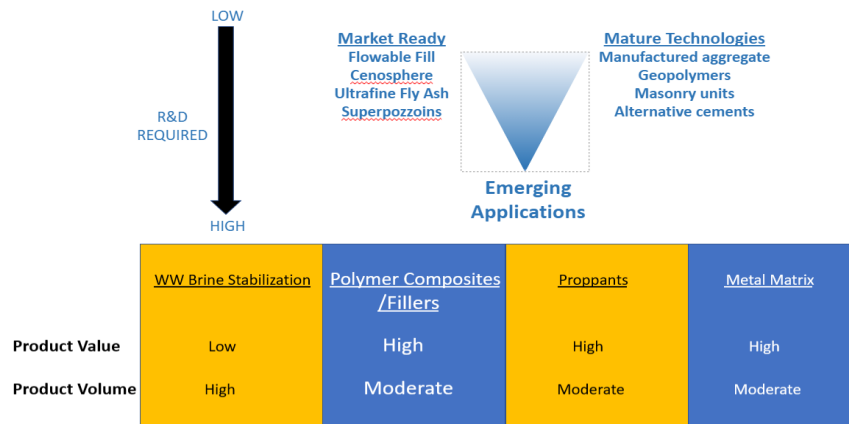 LOW
R&D
REQUIRED
HIGH
Market Ready
Flowable Fill
Cenosphere
Ultrafine Fly Ash
Superpozzoins
Mature Technologies
Manufactured aggregate
Geopolymers
Masonry units
Alternative cements
Emerging
Applications
WW Brine Stabilization
Polymer Composites
/Fillers
Proppants
Metal Matrix
Product Value
Low
High
High
High
Product Volume
High
Moderate
Moderate
Moderate